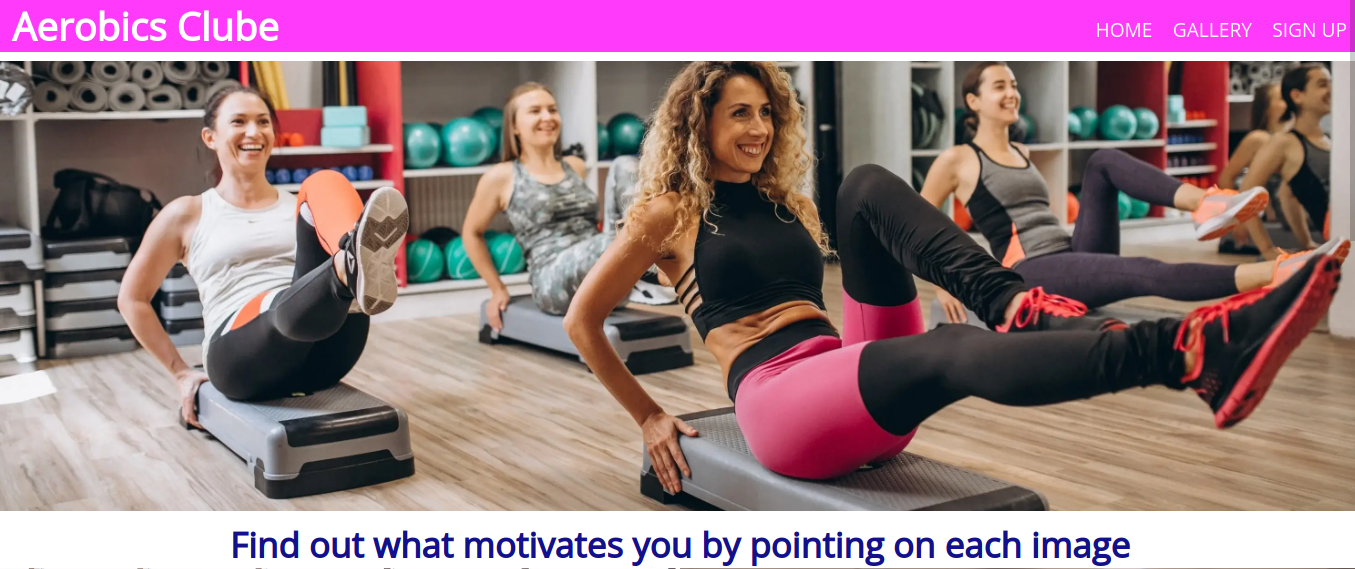 Aerobics Clube
HOME GALLERY SIGN UP
Find out what motivates you by pointing on each image